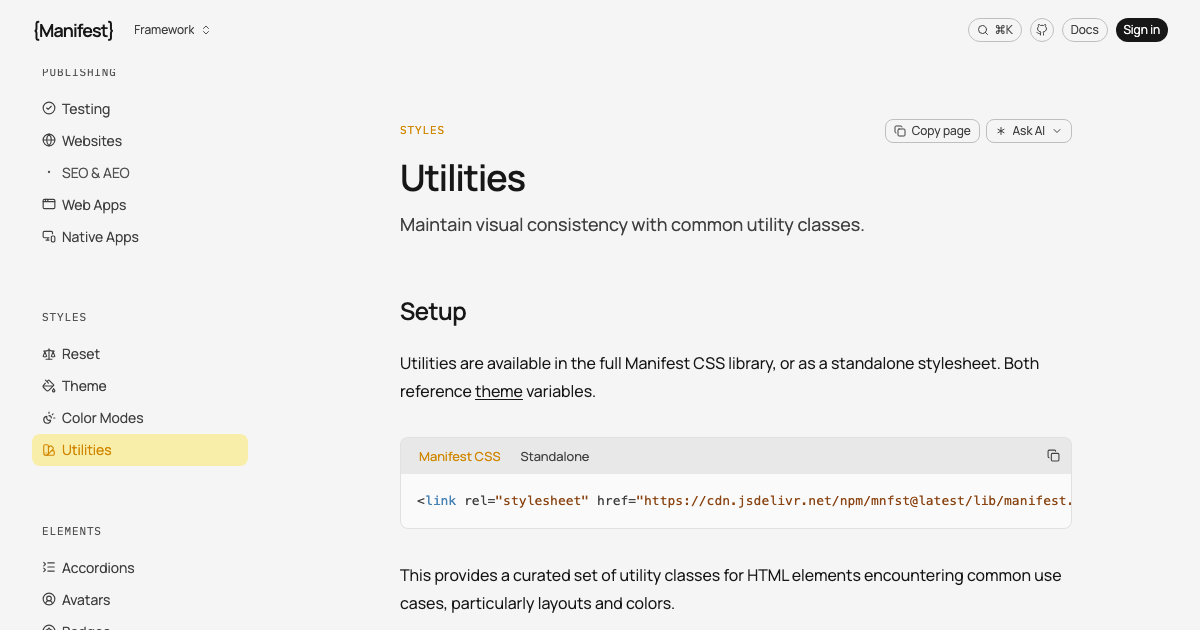 {Manifest}
Framework
⌘K
Docs
Sign in
PUBLISHING
Testing
Websites
SEO & AEO
Web Apps
Native Apps
STYLES
Reset
Theme
Color Modes
Utilities
ELEMENTS
Accordions
Avatars
Badges
STYLES
Copy page
Ask AI
Utilities
Maintain visual consistency with common utility classes.
Setup
Utilities are available in the full Manifest CSS library, or as a standalone stylesheet. Both
reference theme variables.
Manifest CSS
Standalone
<link rel="stylesheet" href="https://cdn.jsdelivr.net/npm/mnfst@latest/lib/manifest.
This provides a curated set of utility classes for HTML elements encountering common use
cases, particularly layouts and colors.